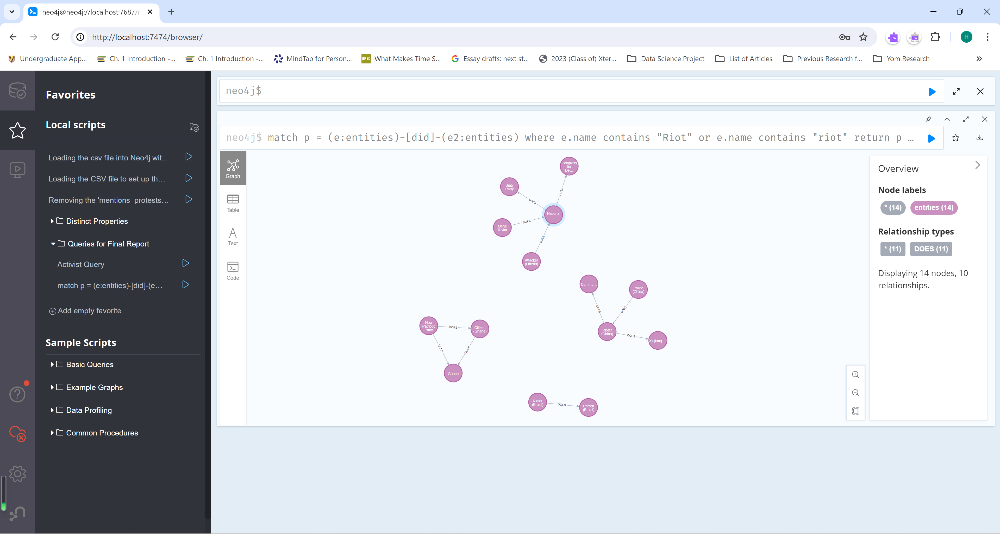 neo4j@neo4j://localhost:7687/
http://localhost:7474/browser/
rw
rw
H
Undergraduate App...
Ch. 1 Introduction -...
Ch. 1 Introduction -...
MindTap for Person...
UPSC
What Makes Time S...
Essay drafts: next st...
2023 (Class of) Xter...
Data Science Project
List of Articles
Previous Research f...
Yom Research
Favorites
Local scripts
Loading the csv file into Neo4j wit...
Loading the CSV file to set up th...
Removing the 'mentions_protests...
Distinct Properties
Queries for Final Report
Activist Query
match p = (e:entities)-[did]-(e...
Add empty favorite
Sample Scripts
Basic Queries
Example Graphs
Data Profiling
Common Procedures
neo4j$
neo4j$ match p = (e:entities)-[did]-(e2:entities) where e.name contains "Riot" or e.name contains "riot" return p …
Graph
Table
Text
Code
Congress
for
De...
DOES
Unity
Party
DOES
National
...
Gene
Taylor
DOES
DOES
Attacker
(Liberia)
Commu...
Police
(China)
DOES
DOES
Rioter
(China)
DOES
Xinjiang ...
New
Patriotic
Party
DOES
Citizen
(Ghana)
DOES
DOES
Ghana
Rioter
(Brazil)
DOES
Citizen
(Brazil)
Overview
Node labels
* (14)
entities (14)
Relationship types
* (11)
DOES (11)
Displaying 14 nodes, 10
relationships.